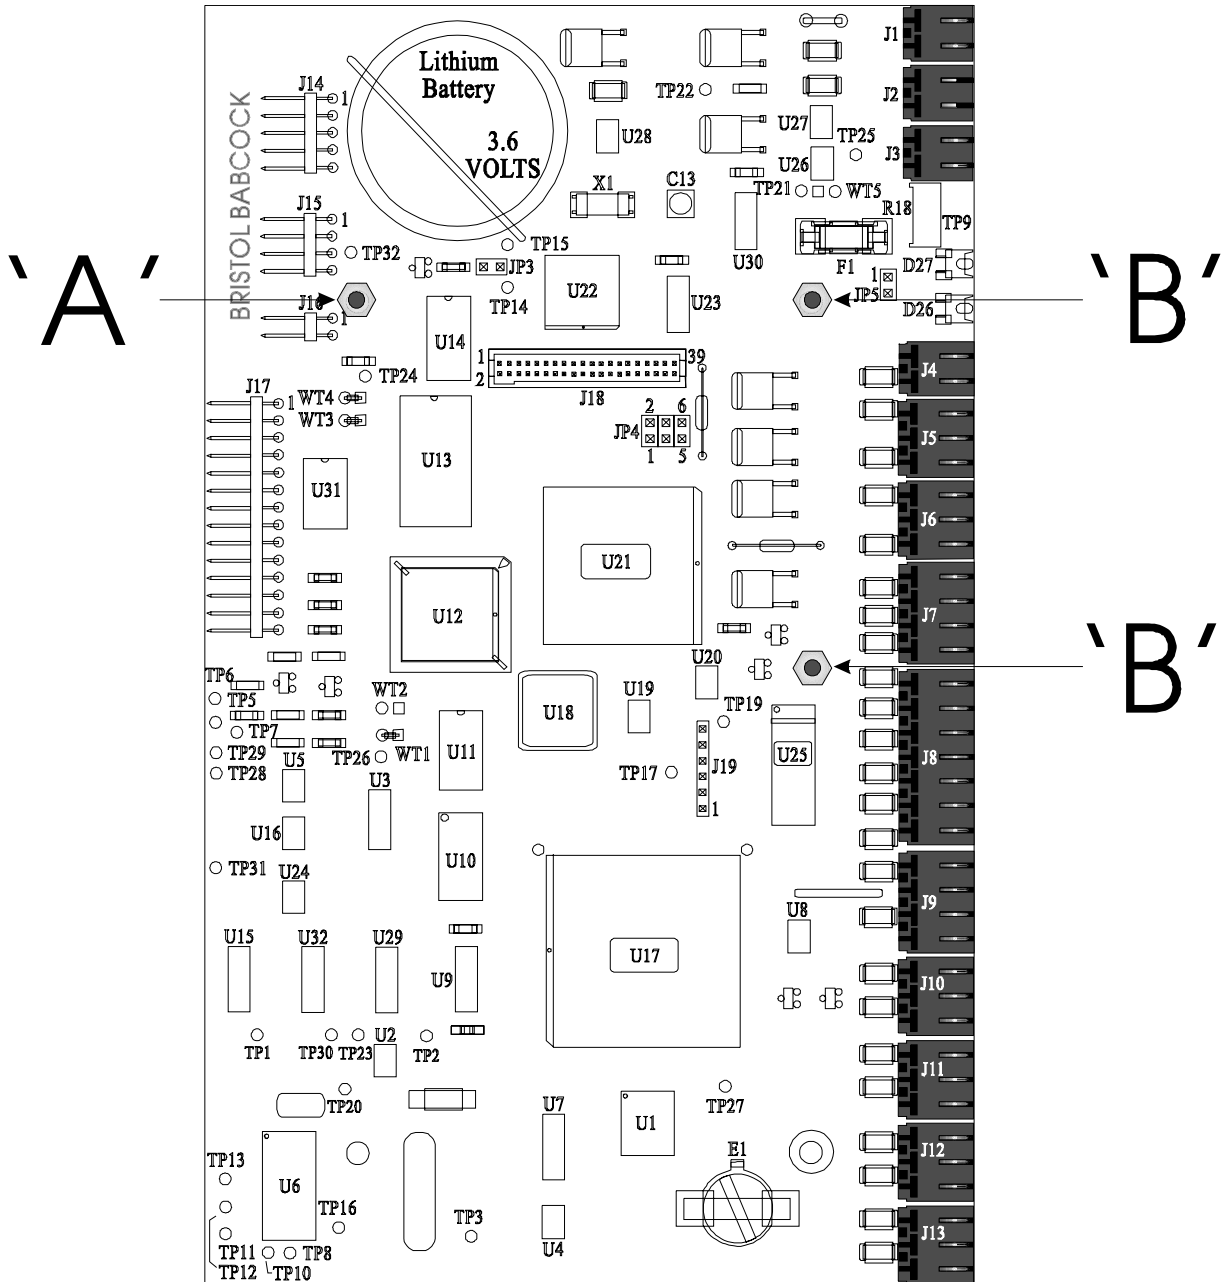 J1
Lithium
Battery
J14
1
TP22
J2
U27
TP25
U28
3.6
VOLTS
U26
J3
BRISTOL BABCOCK
X1
C13
TP21
WT5
J15
1
R18
TP9
TP32
TP15
JP3
U30
F1
D27
1
JP5
‘A‘
‘B‘
TP14
U22
U23
D26
J16
1
U14
1
39
2
J18
J4
TP24
J17
1
WT4
WT3
2 6
JP4
1 5
J5
U13
U31
J6
U21
U12
J7
‘B‘
U20
TP6
TP5
WT2
U19
TP19
U18
TP7
TP29
TP28
TP26
WT1
U11
J19
U25
J8
U5
U3
TP17
1
U16
U10
TP31
U24
J9
U8
U15
U32
U29
U9
U17
J10
TP1
TP30
TP23
U2
TP2
J11
TP20
U7
U1
TP27
E1
J12
TP13
U6
TP16
TP3
U4
J13
TP11
TP8
TP12
TP10